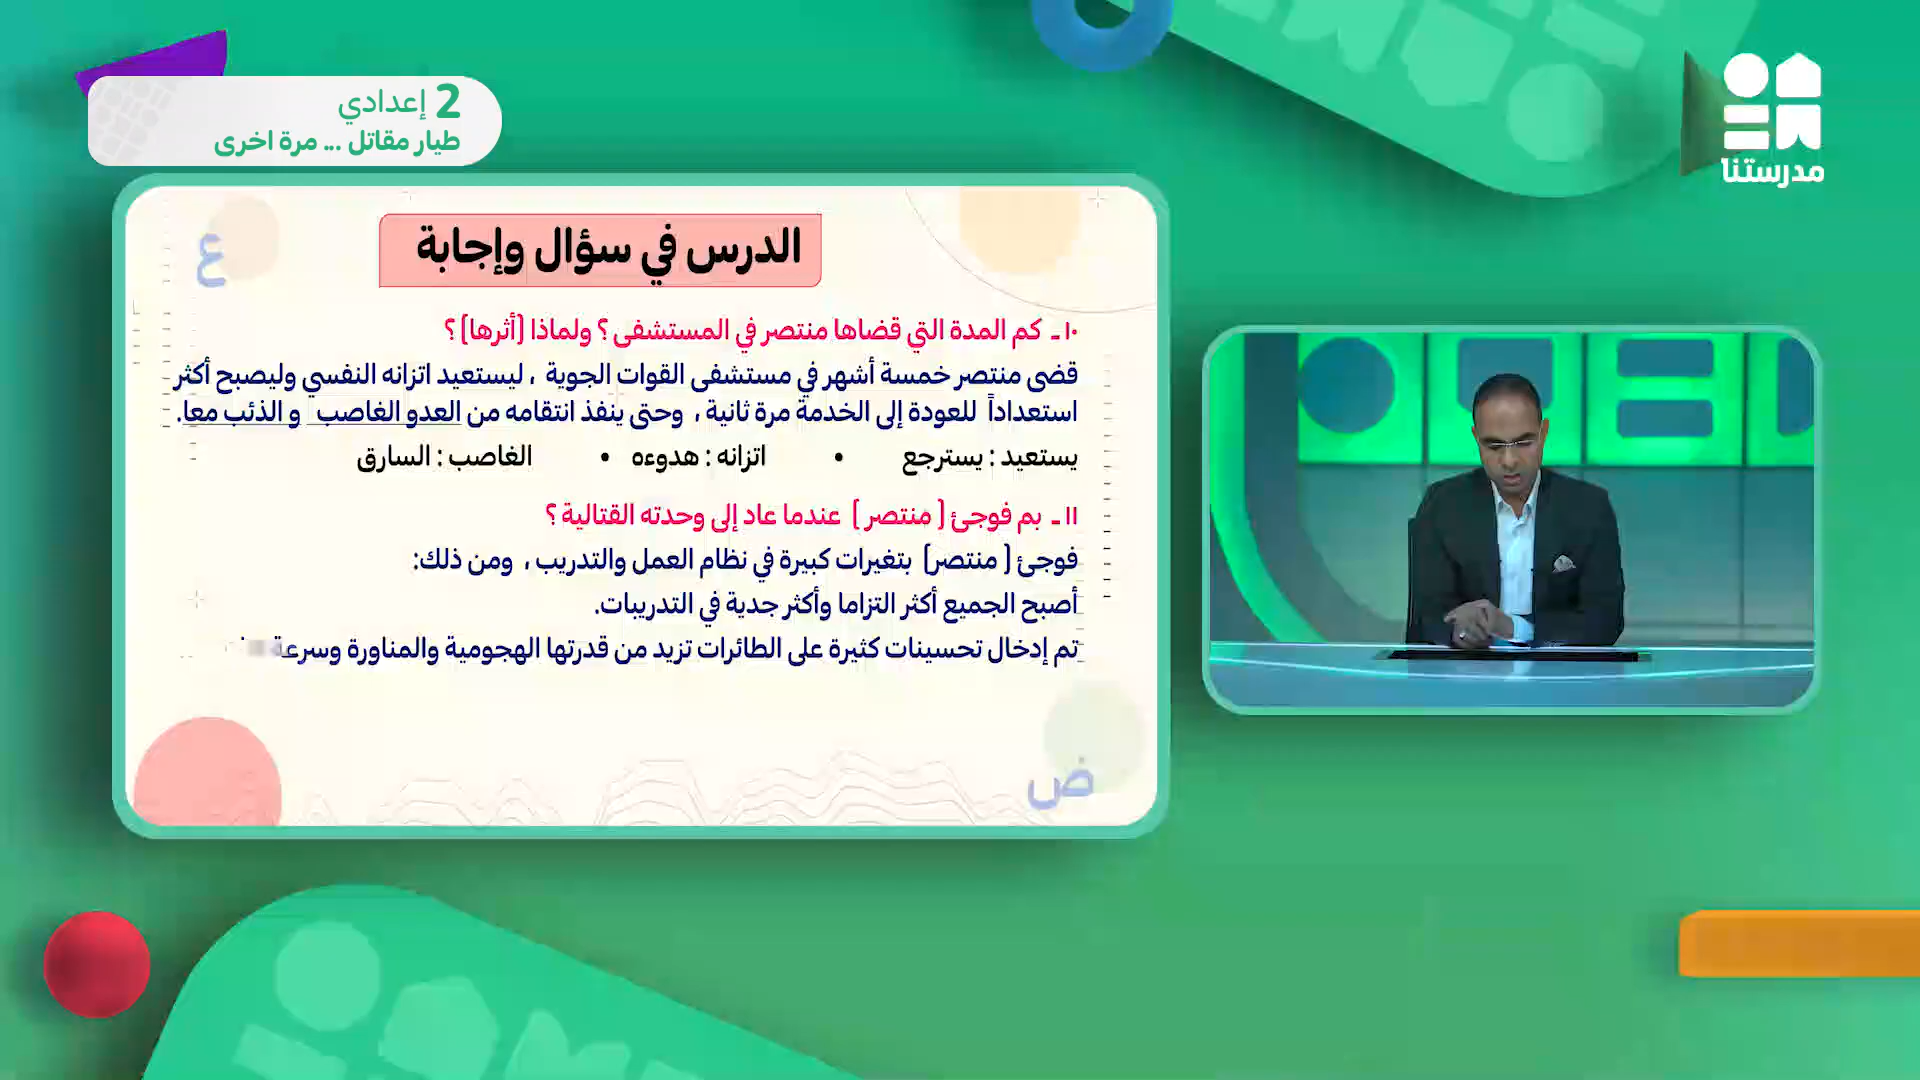 2 إعدادي
طيار مقاتل ... مرة اخرى
مدرستنا
الدرس في سؤال وإجابة
ع
١٠ ـ كم المدة التي قضاها منتصر في المستشفى ؟ ولماذا (أثرها) ؟
قضى منتصر خمسة أشهر في مستشفى القوات الجوية ، ليستعيد اتزانه النفسي وليصبح أكثر
استعداداً للعودة إلى الخدمة مرة ثانية ، وحتى ينفذ انتقامه من العدو الغاصب و الذئب معا.
يستعيد : يسترجع • اتزانه : هدوءه • الغاصب : السارق
١١ ـ بم فوجئ ( منتصر ) عندما عاد إلى وحدته القتالية ؟
فوجئ ( منتصر) بتغيرات كبيرة في نظام العمل والتدريب ، ومن ذلك:
أصبح الجميع أكثر التزاما وأكثر جدية في التدريبات.
تم إدخال تحسينات كثيرة على الطائرات تزيد من قدرتها الهجومية والمناورة وسرعة
ض